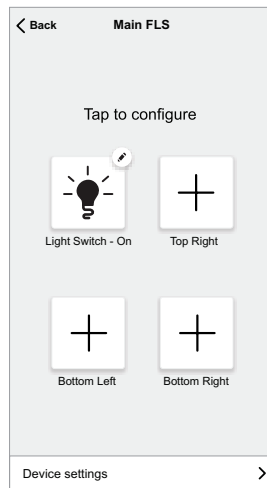 Back Main FLS
Tap to configure
Light Switch - On Top Right
Bottom Left Bottom Right
Device settings